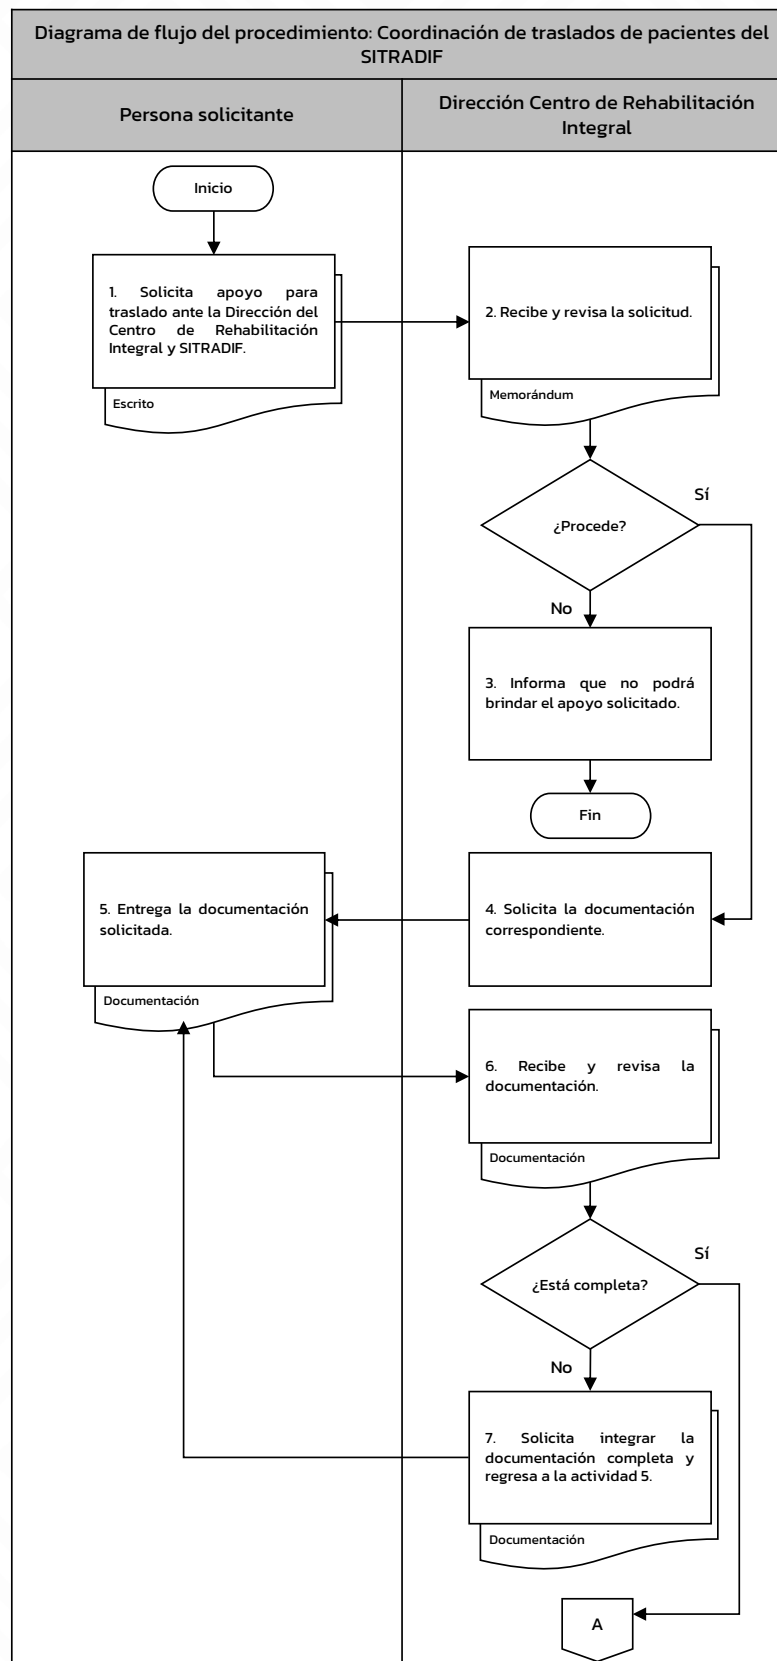 Diagrama de flujo del procedimiento: Coordinación de traslados de pacientes del
SITRADIF
Persona solicitante
Dirección Centro de Rehabilitación
Integral
Inicio
1. Solicita apoyo para
traslado ante la Dirección del
Centro de Rehabilitación
Integral y SITRADIF.
Escrito
2. Recibe y revisa la solicitud.
Memorándum
¿Procede?
Sí
No
3. Informa que no podrá
brindar el apoyo solicitado.
Fin
4. Solicita la documentación
correspondiente.
5. Entrega la documentación
solicitada.
Documentación
6. Recibe y revisa la
documentación.
Documentación
¿Está completa?
Sí
No
7. Solicita integrar la
documentación completa y
regresa a la actividad 5.
Documentación
A